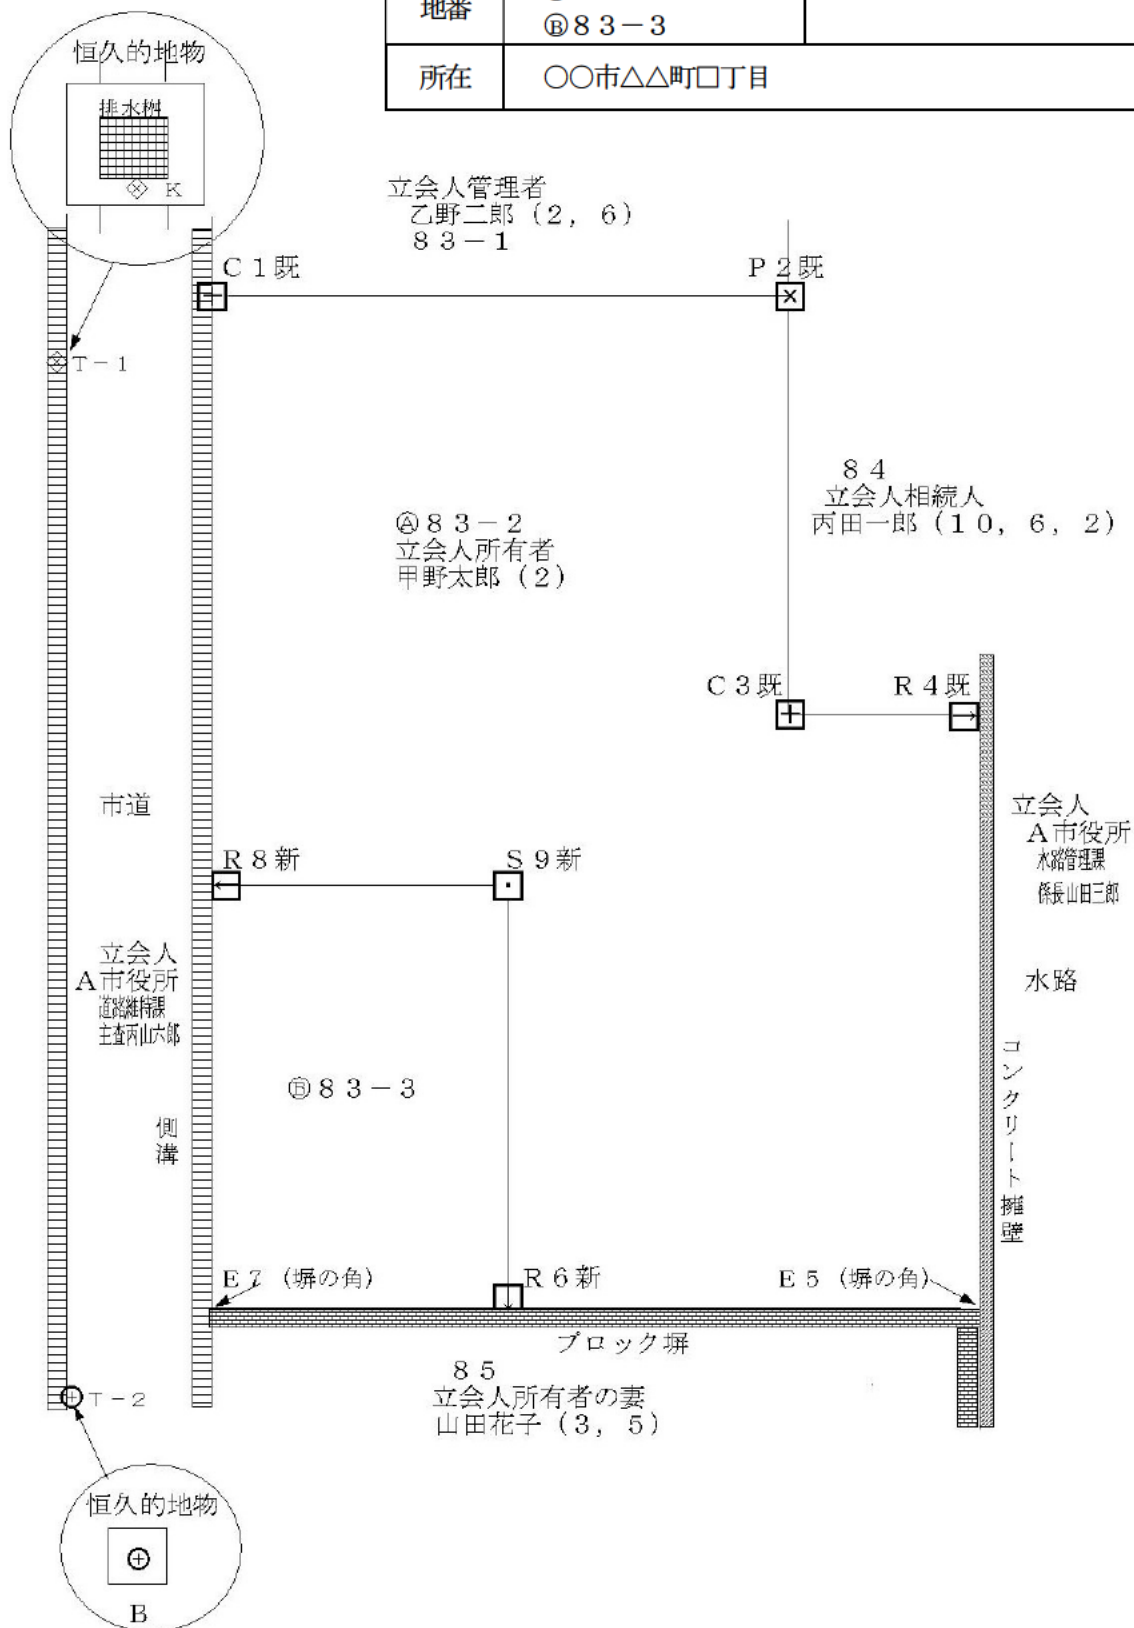 地番
Ⓑ83-3
所在
○○市△△町□丁目
恒久的地物
排水桝
K
立会人管理者
乙野二郎(2, 6)
83-1
C1既
P2既
T-1
84
立会人相続人
丙田一郎(10, 6, 2)
Ⓐ83-2
立会人所有者
甲野太郎(2)
C3既
R4既
市道
立会人
A市役所
水路管理課
係長山田三郎
R8新
S9新
立会人
A市役所
道路維持課
主査丙山六郎
水路
コンクリート擁壁
Ⓑ83-3
側溝
E7(塀の角)
R6新
E5(塀の角)
ブロック塀
85
立会人所有者の妻
山田花子(3, 5)
T-2
恒久的地物
B